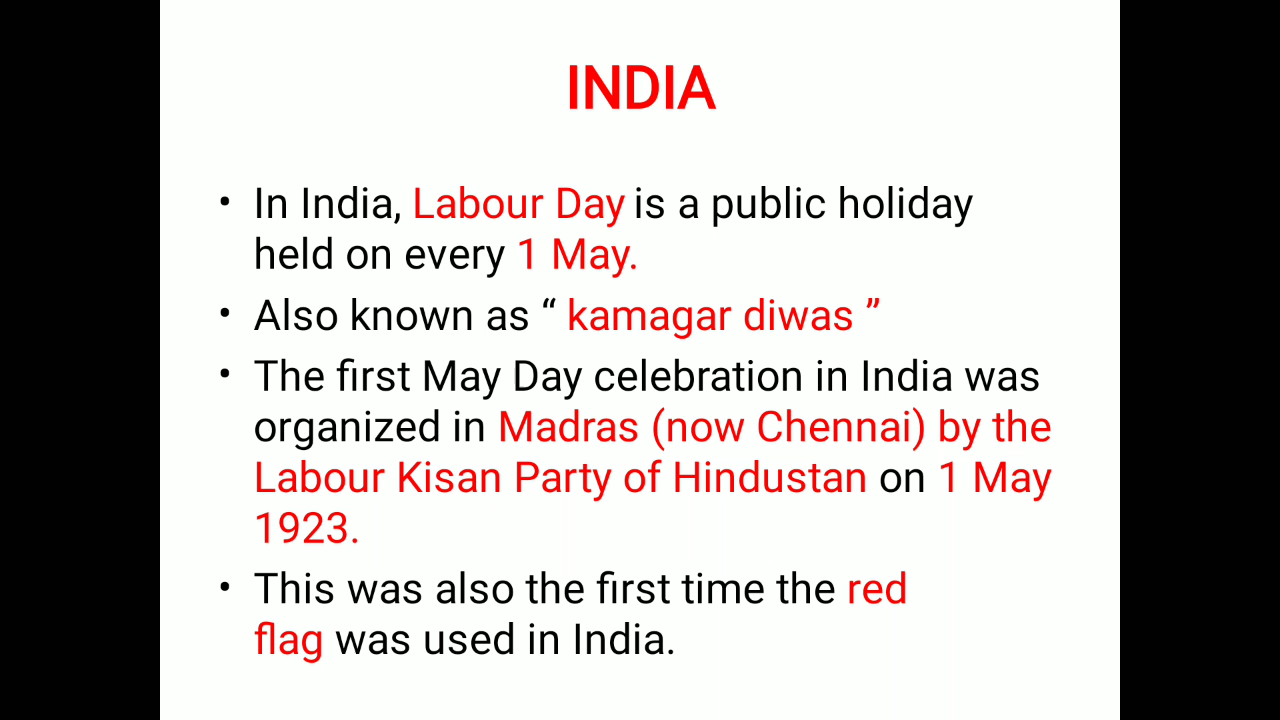 INDIA
• In India, Labour Day is a public holiday
held on every 1 May.
• Also known as “ kamagar diwas ”
• The first May Day celebration in India was
organized in Madras (now Chennai) by the
Labour Kisan Party of Hindustan on 1 May
1923.
• This was also the first time the red
flag was used in India.